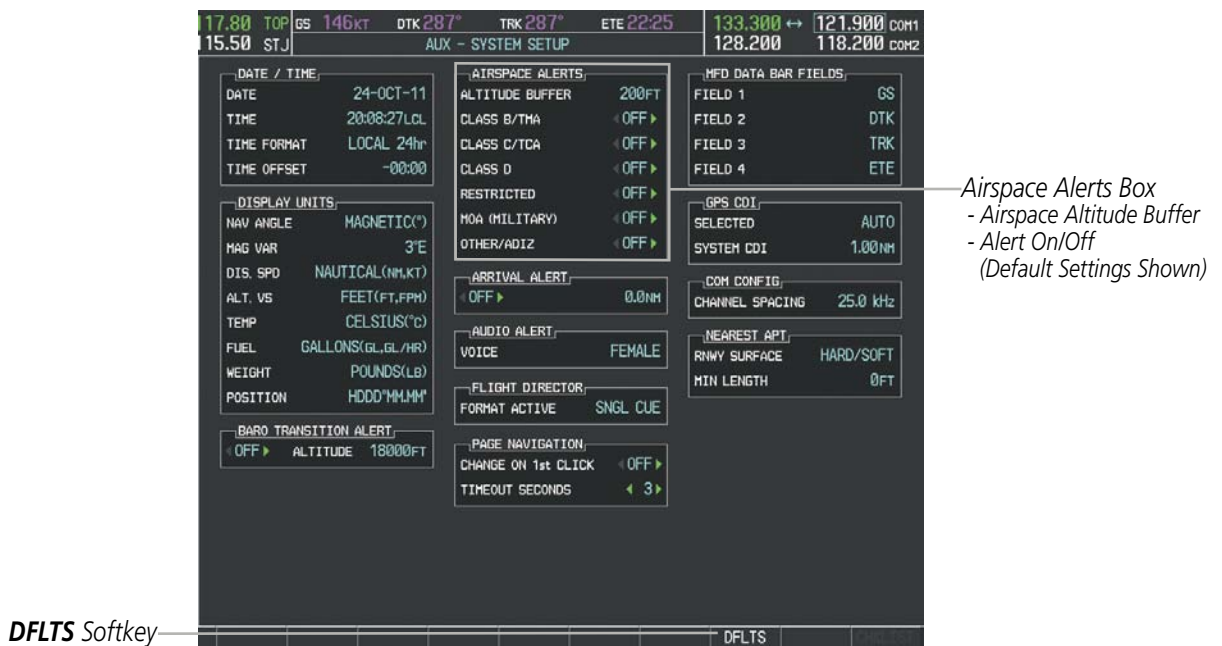 117.80 TOP GS 146KT DTK 287° TRK 287° ETE 22:25 133.300 ↔ 121.900 COM1
115.50 STJ AUX - SYSTEM SETUP 128.200 118.200 COM2
DATE / TIME
DATE 24-OCT-11
TIME 20:08:27LCL
TIME FORMAT LOCAL 24hr
TIME OFFSET -00:00
DISPLAY UNITS
NAV ANGLE MAGNETIC(°)
MAG VAR 3°E
DIS, SPD NAUTICAL(NM,KT)
ALT, VS FEET(FT,FPM)
TEMP CELSIUS(°C)
FUEL GALLONS(GL,GL/HR)
WEIGHT POUNDS(LB)
POSITION HDDD°MM.MM'
BARO TRANSITION ALERT
OFF ALTITUDE 18000FT
AIRSPACE ALERTS
ALTITUDE BUFFER 200FT
CLASS B/TMA OFF
CLASS C/TCA OFF
CLASS D OFF
RESTRICTED OFF
MOA (MILITARY) OFF
OTHER/ADIZ OFF
ARRIVAL ALERT
OFF 0.0NM
AUDIO ALERT
VOICE FEMALE
FLIGHT DIRECTOR
FORMAT ACTIVE SNGL CUE
PAGE NAVIGATION
CHANGE ON 1st CLICK OFF
TIMEOUT SECONDS 3
MFD DATA BAR FIELDS
FIELD 1 GS
FIELD 2 DTK
FIELD 3 TRK
FIELD 4 ETE
GPS CDI
SELECTED AUTO
SYSTEM CDI 1.00NM
COM CONFIG
CHANNEL SPACING 25.0 kHz
NEAREST APT
RNWY SURFACE HARD/SOFT
MIN LENGTH 0FT
Airspace Alerts Box
- Airspace Altitude Buffer
- Alert On/Off
(Default Settings Shown)
DFLTS Softkey
DFLTS